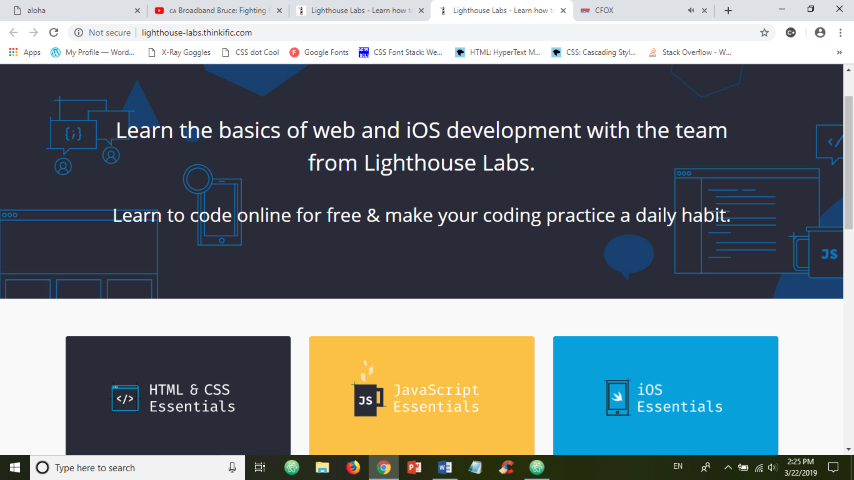 aloha
CA Broadband Bruce: Fighting
Lighthouse Labs - Learn how t
Lighthouse Labs - Learn how t
CFOX
Not secure
lighthouse-labs.thinkific.com
Apps
My Profile — Word...
X-Ray Goggles
CSS dot Cool
Google Fonts
CSS Font Stack: We...
HTML: HyperText M...
CSS: Cascading Styl...
Stack Overflow - W...
Learn the basics of web and iOS development with the team
from Lighthouse Labs.
Learn to code online for free & make your coding practice a daily habit.
{;}
</
JS
</>
HTML & CSS
Essentials
JS
JavaScript
Essentials
iOS
Essentials
Type here to search
EN
2:25 PM
3/22/2019